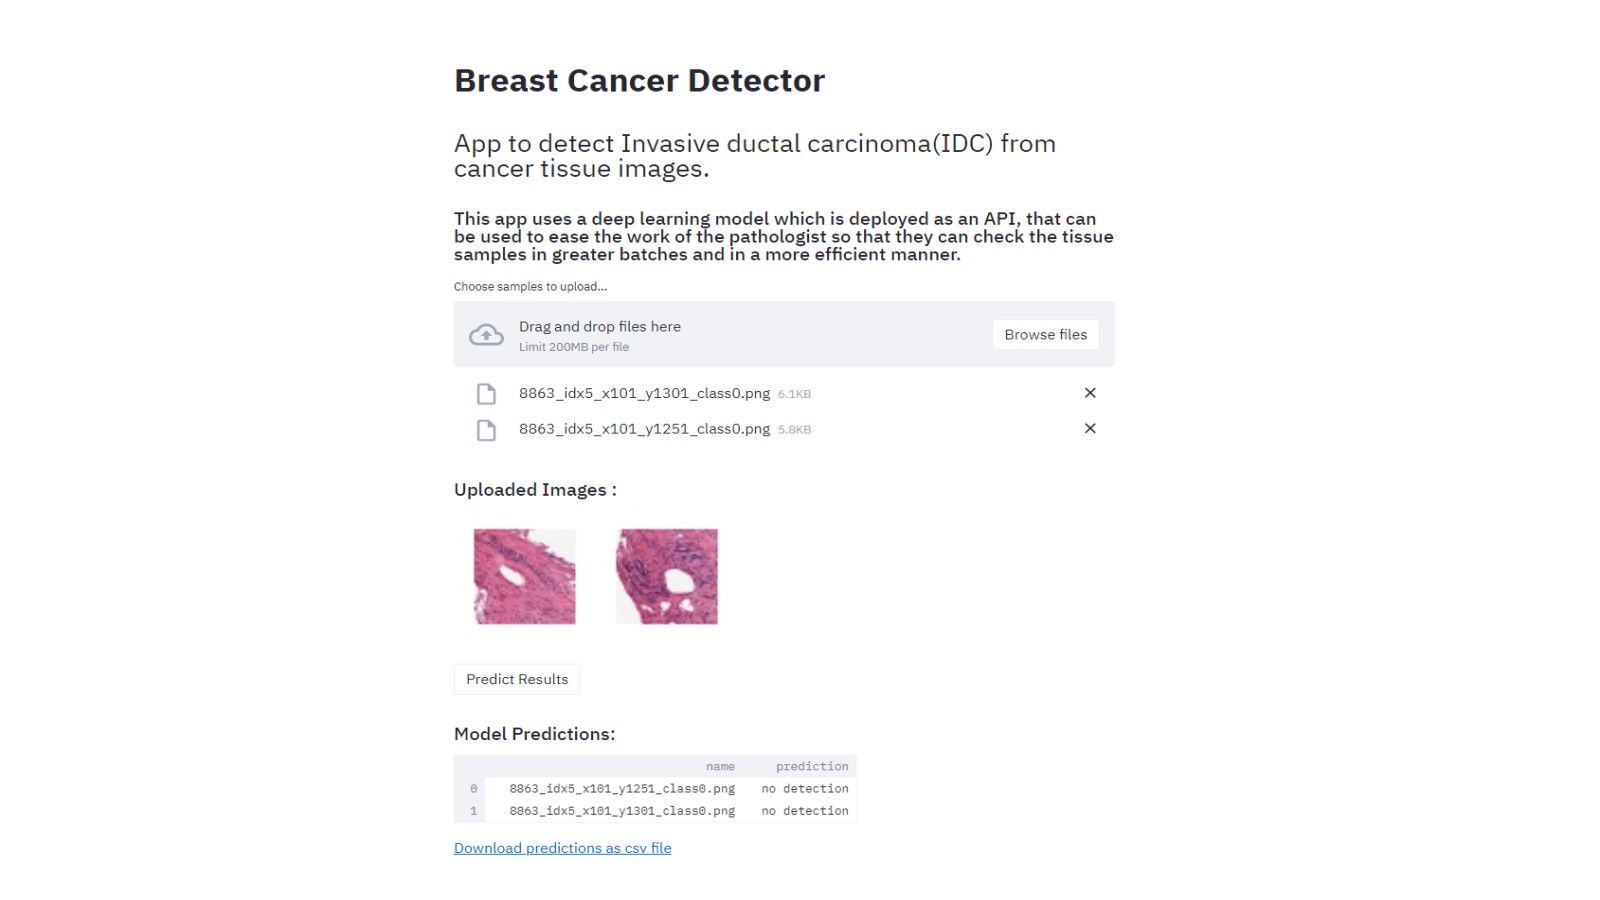 Breast Cancer Detector
App to detect Invasive ductal carcinoma(IDC) from
cancer tissue images.
This app uses a deep learning model which is deployed as an API, that can
be used to ease the work of the pathologist so that they can check the tissue
samples in greater batches and in a more efficient manner.
Choose samples to upload...
Drag and drop files here
Limit 200MB per file
Browse files
8863_idx5_x101_y1301_class0.png 6.1KB
8863_idx5_x101_y1251_class0.png 5.8KB
Uploaded Images :
Predict Results
Model Predictions:
name prediction
0 8863_idx5_x101_y1251_class0.png no detection
1 8863_idx5_x101_y1301_class0.png no detection
Download predictions as csv file